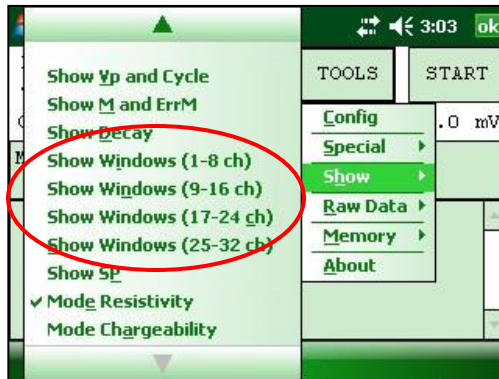 3:03 ok
TOOLS START
.0 mV
Show Vp and Cycle
Show M and ErrM
Show Decay
Show Windows (1-8 ch)
Show Windows (9-16 ch)
Show Windows (17-24 ch)
Show Windows (25-32 ch)
Show SP
Mode Resistivity
Mode Chargeability
Config
Special
Show
Raw Data
Memory
About